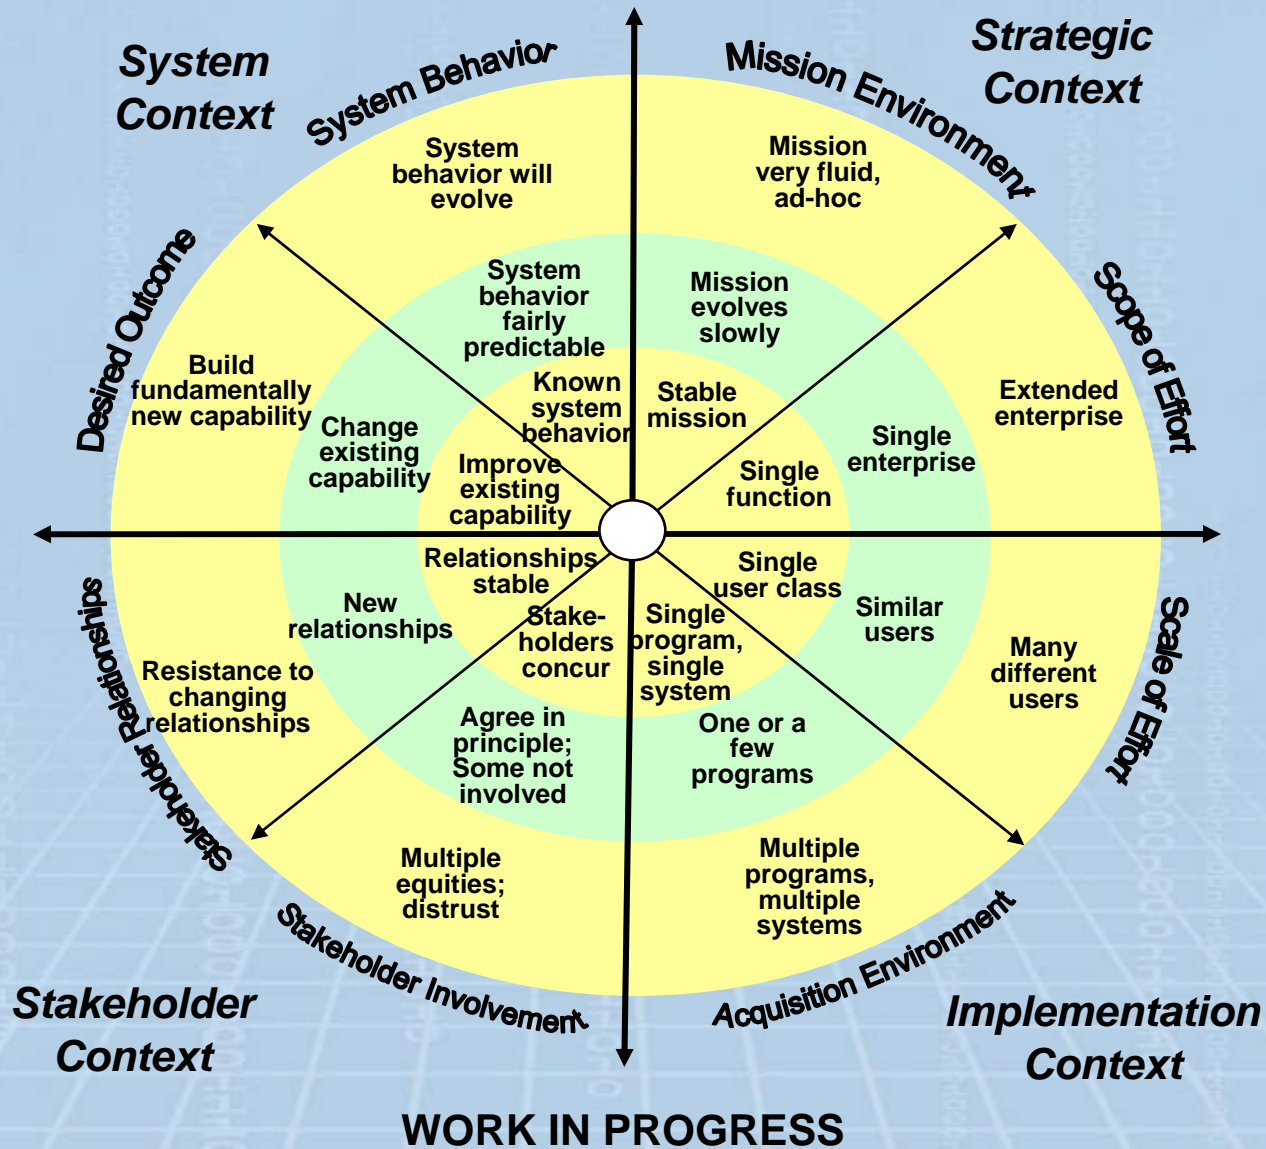 System
Context
System Behavior
Mission Environment
Strategic
Context
System
behavior will
evolve
Mission
very fluid,
ad-hoc
Desired Outcome
Scope of Effort
System
behavior
fairly
predictable
Mission
evolves
slowly
Build
fundamentally
new capability
Known
system
behavior
Stable
mission
Extended
enterprise
Change
existing
capability
Single
enterprise
Improve
existing
capability
Single
function
Relationships
stable
Single
user class
New
relationships
Stake-
holders
concur
Single
program,
single
system
Similar
users
Stakeholder Relationships
Resistance to
changing
relationships
Many
different
users
Scale of Effort
Agree in
principle;
Some not
involved
One or a
few
programs
Multiple
equities;
distrust
Multiple
programs,
multiple
systems
Stakeholder Involvement
Acquisition Environment
Stakeholder
Context
Implementation
Context
WORK IN PROGRESS